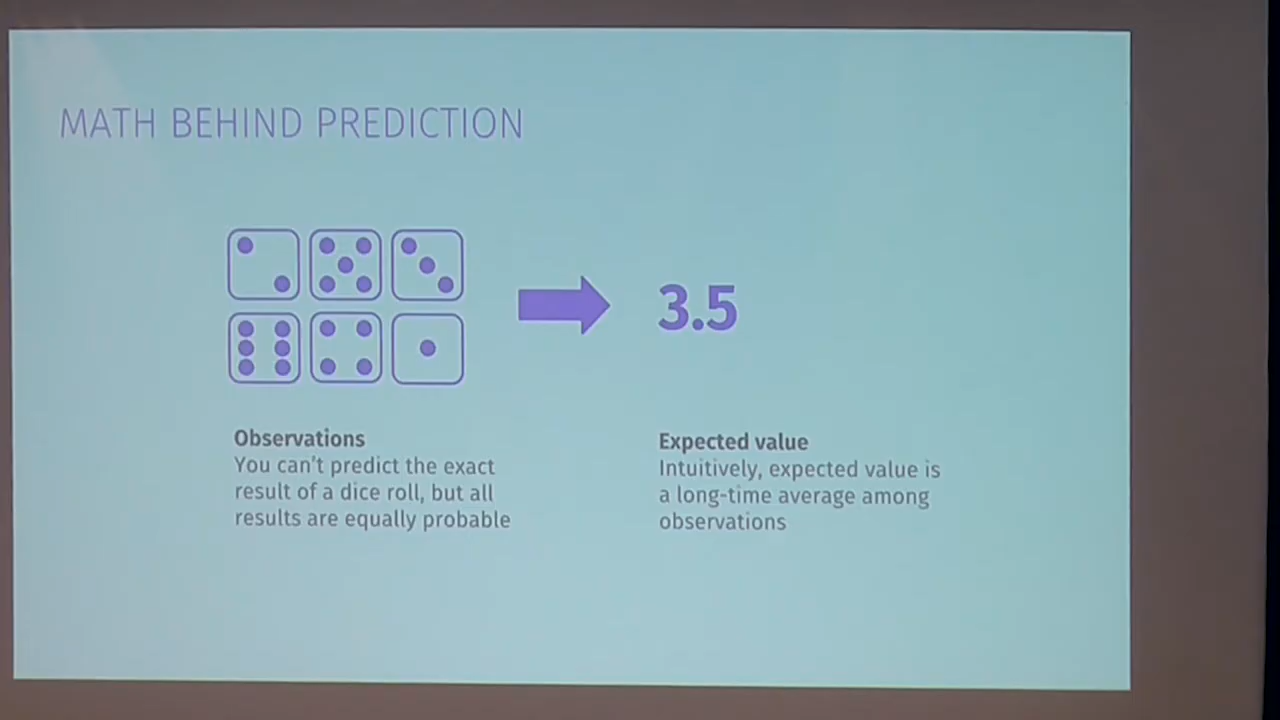 MATH BEHIND PREDICTION
3.5
Observations
You can't predict the exact
result of a dice roll, but all
results are equally probable
Expected value
Intuitively, expected value is
a long-time average among
observations